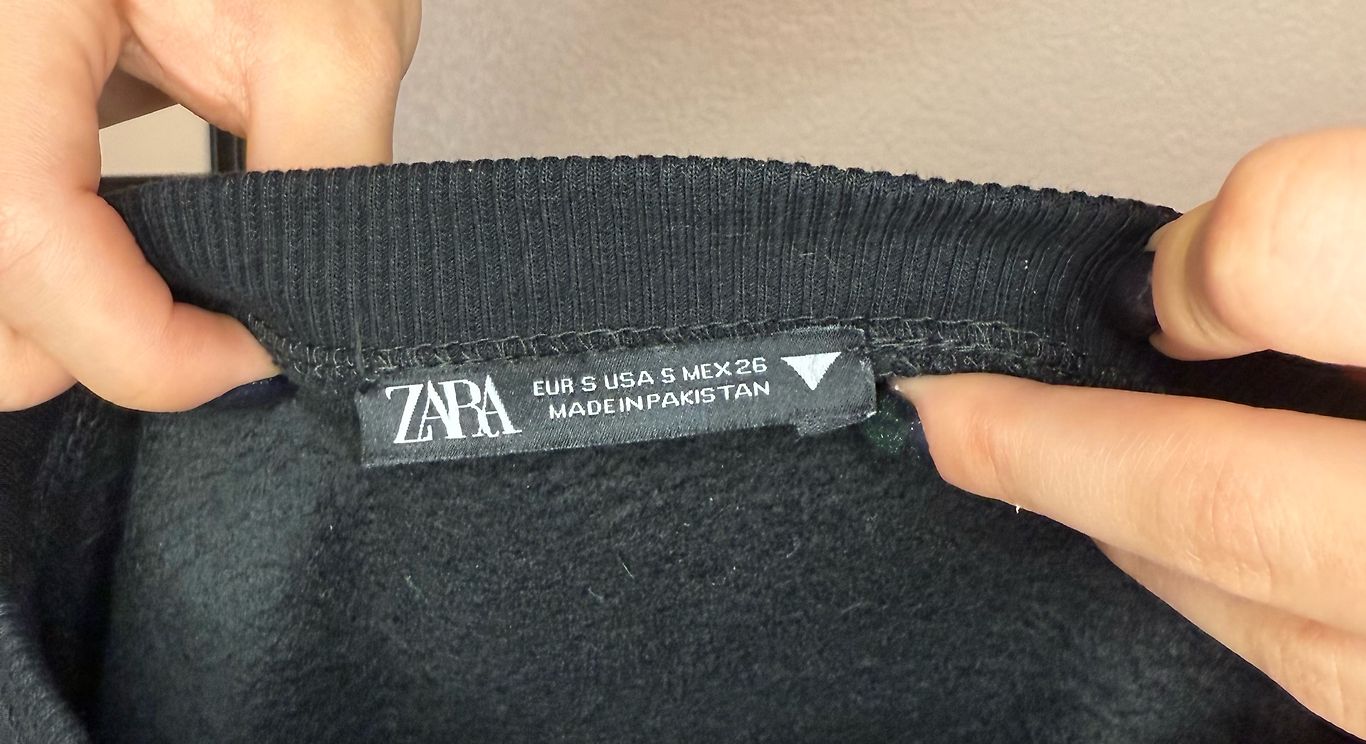 ZARA
EUR S USA S MEX 26
MADE IN PAKISTAN